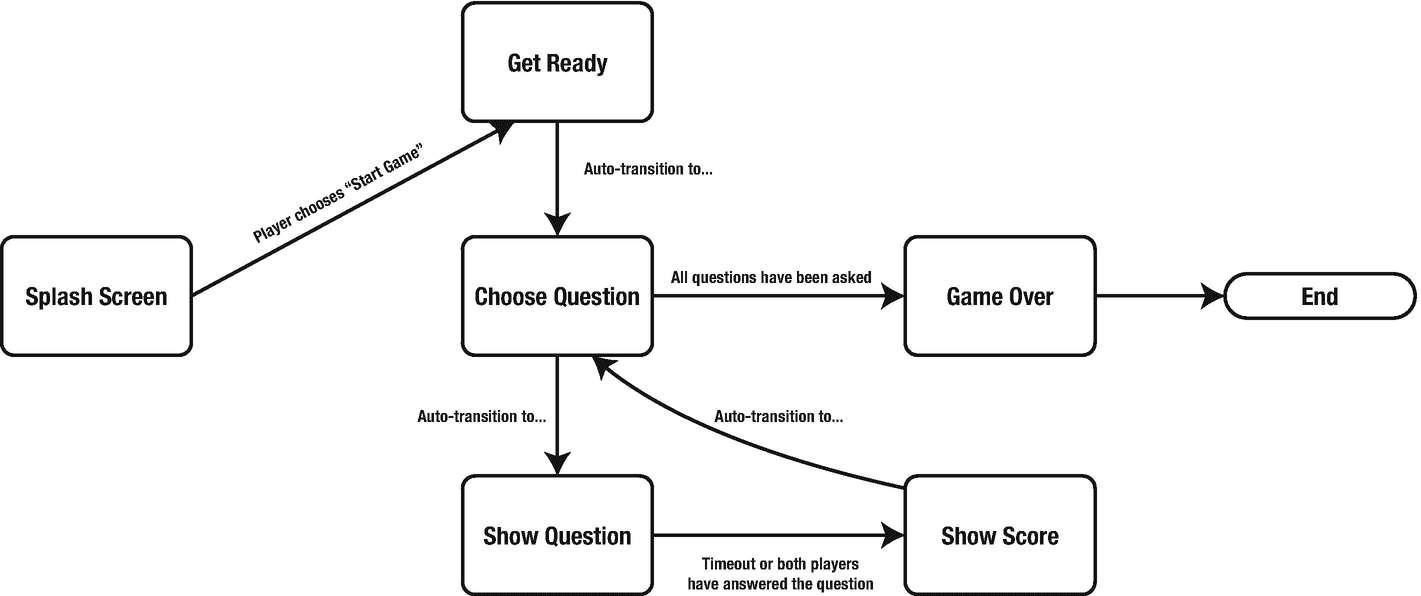 Get Ready
Player chooses “Start Game”
Auto-transition to...
Splash Screen
Choose Question
All questions have been asked
Game Over
End
Auto-transition to...
Auto-transition to...
Show Question
Timeout or both players
have answered the question
Show Score